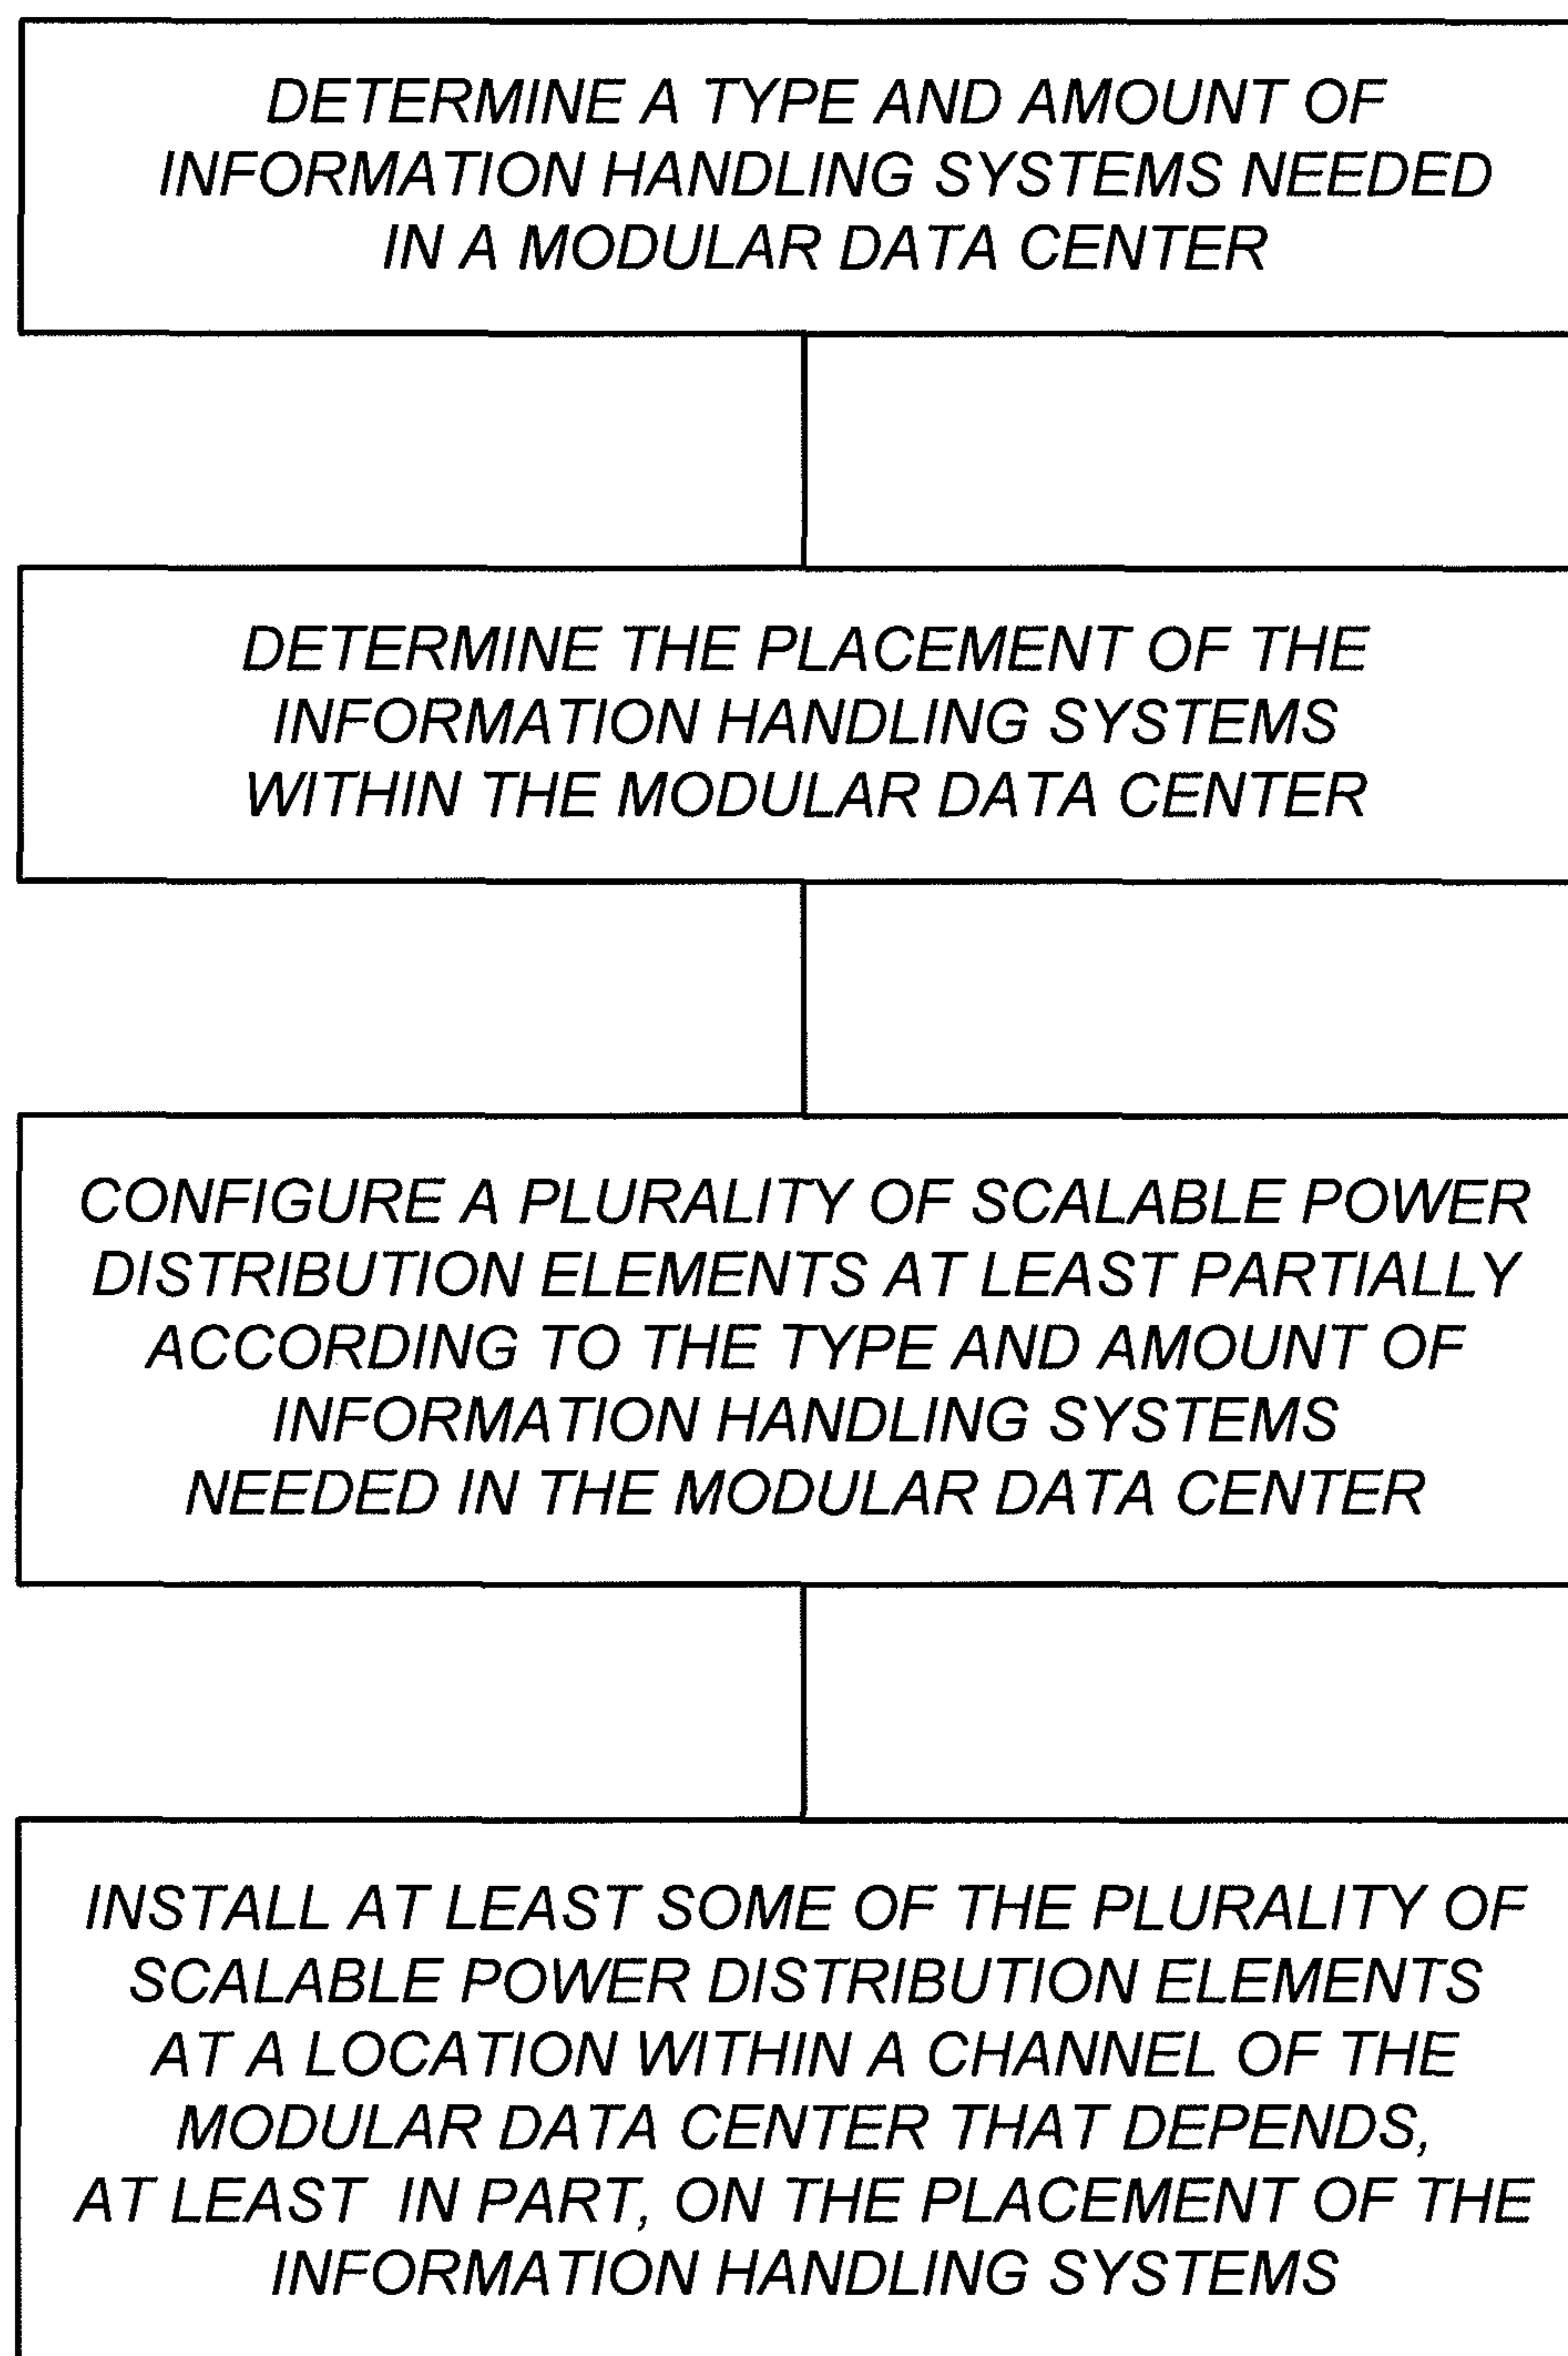 DETERMINE A TYPE AND AMOUNT OF
INFORMATION HANDLING SYSTEMS NEEDED
IN A MODULAR DATA CENTER
DETERMINE THE PLACEMENT OF THE
INFORMATION HANDLING SYSTEMS
WITHIN THE MODULAR DATA CENTER
CONFIGURE A PLURALITY OF SCALABLE POWER
DISTRIBUTION ELEMENTS AT LEAST PARTIALLY
ACCORDING TO THE TYPE AND AMOUNT OF
INFORMATION HANDLING SYSTEMS
NEEDED IN THE MODULAR DATA CENTER
INSTALL AT LEAST SOME OF THE PLURALITY OF
SCALABLE POWER DISTRIBUTION ELEMENTS
AT A LOCATION WITHIN A CHANNEL OF THE
MODULAR DATA CENTER THAT DEPENDS,
AT LEAST IN PART, ON THE PLACEMENT OF THE
INFORMATION HANDLING SYSTEMS